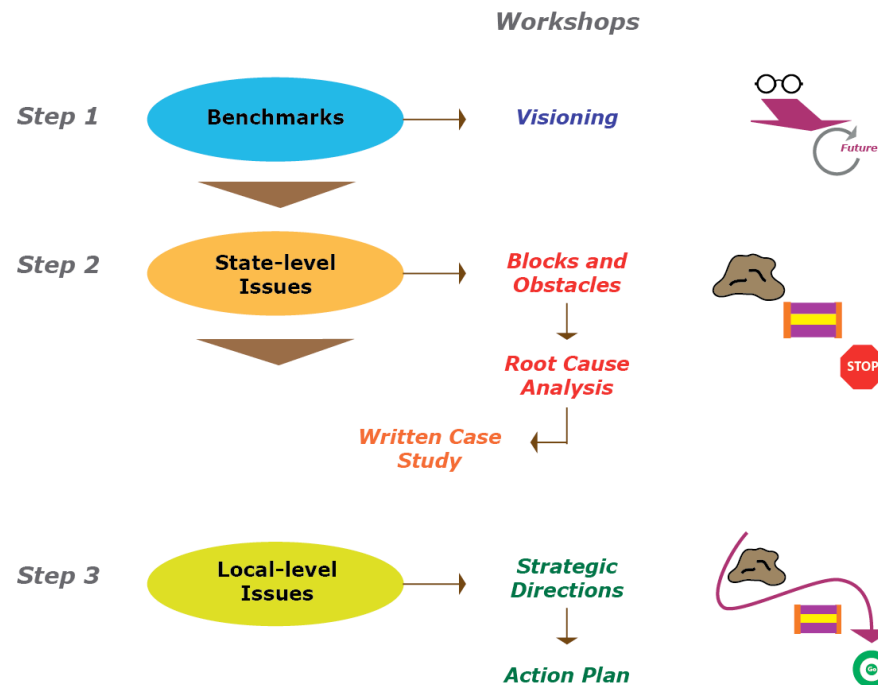 Workshops
Step 1
Benchmarks
Visioning
Future
Step 2
State-level
Issues
Blocks and
Obstacles
STOP
Root Cause
Analysis
Written Case
Study
Step 3
Local-level
Issues
Strategic
Directions
Go
Action Plan